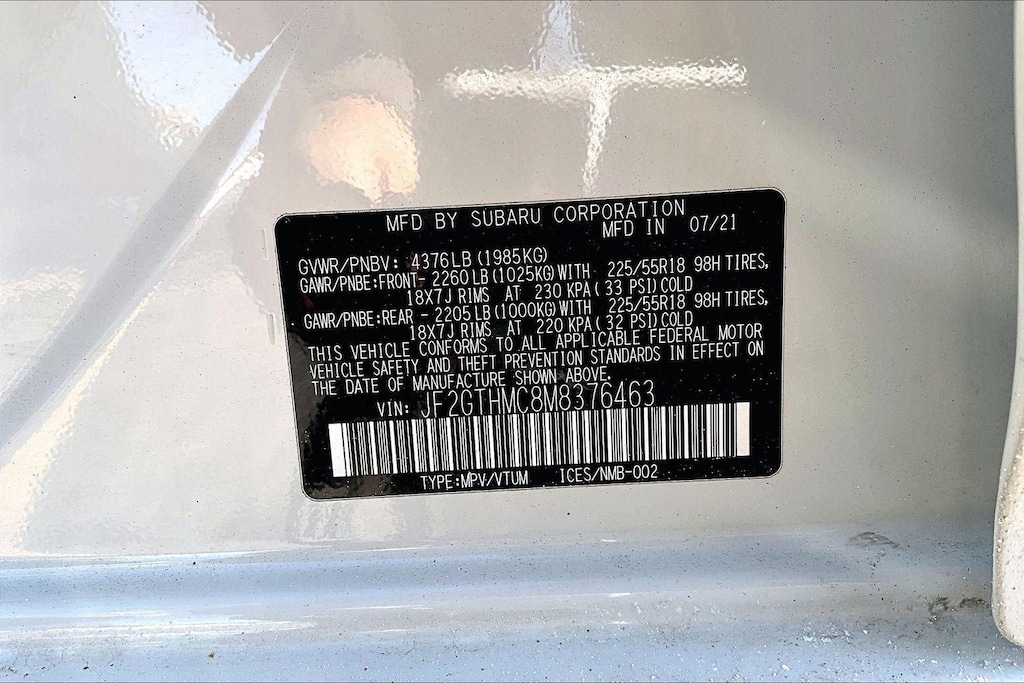 MFD BY SUBARU CORPORATION
MFD IN 07/21
GVWR/PNBV: 4376LB (1985KG)
GAWR/PNBE:FRONT- 2260LB (1025KG)WITH 225/55R18 98H TIRES,
18X7J RIMS AT 230 KPA( 33 PSI)COLD
GAWR/PNBE:REAR - 2205LB (1000KG)WITH 225/55R18 98H TIRES,
18X7J RIMS AT 220 KPA( 32 PSI)COLD
THIS VEHICLE CONFORMS TO ALL APPLICABLE FEDERAL MOTOR
VEHICLE SAFETY AND THEFT PREVENTION STANDARDS IN EFFECT ON
THE DATE OF MANUFACTURE SHOWN ABOVE.
VIN: JF2GTHMC8M8376463
TYPE:MPV/VTUM ICES/NMB-002